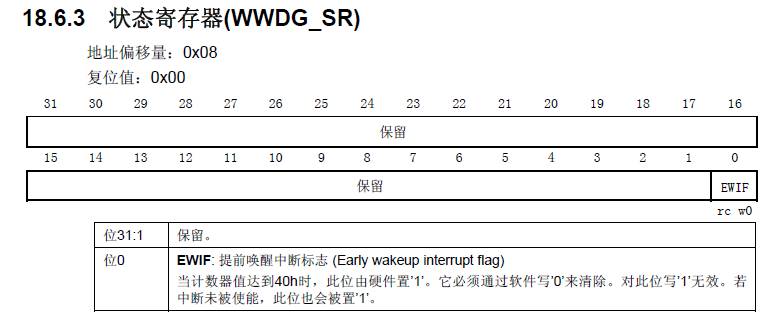 18.6.3 状态寄存器(WWDG_SR)
地址偏移量：0x08
复位值：0x00
31 30 29 28 27 26 25 24 23 22 21 20 19 18 17 16
保留
15 14 13 12 11 10 9 8 7 6 5 4 3 2 1 0
保留 EWIF
rc w0
位31:1 保留。
位0 EWIF: 提前唤醒中断标志 (Early wakeup interrupt flag)
当计数器值达到40h时，此位由硬件置’1’。它必须通过软件写’0’来清除。对此位写’1’无效。若
中断未被使能，此位也会被置’1’。